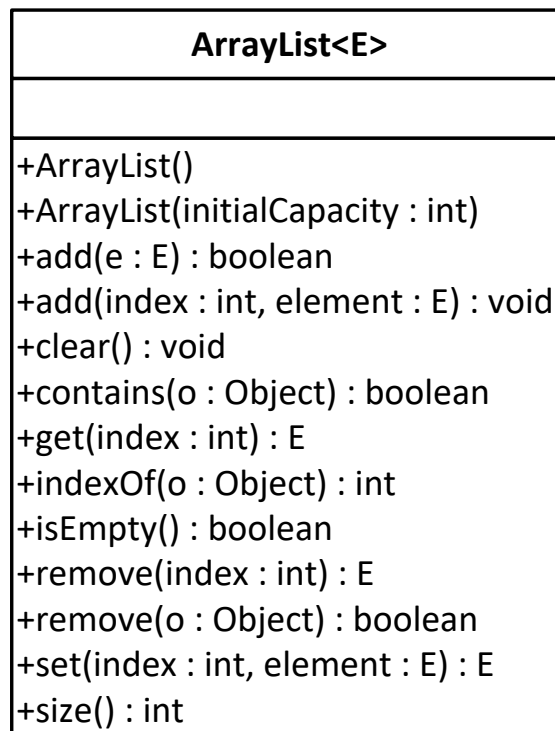 ArrayList<E>
+ArrayList()
+ArrayList(initialCapacity : int)
+add(e : E) : boolean
+add(index : int, element : E) : void
+clear() : void
+contains(o : Object) : boolean
+get(index : int) : E
+indexOf(o : Object) : int
+isEmpty() : boolean
+remove(index : int) : E
+remove(o : Object) : boolean
+set(index : int, element : E) : E
+size() : int